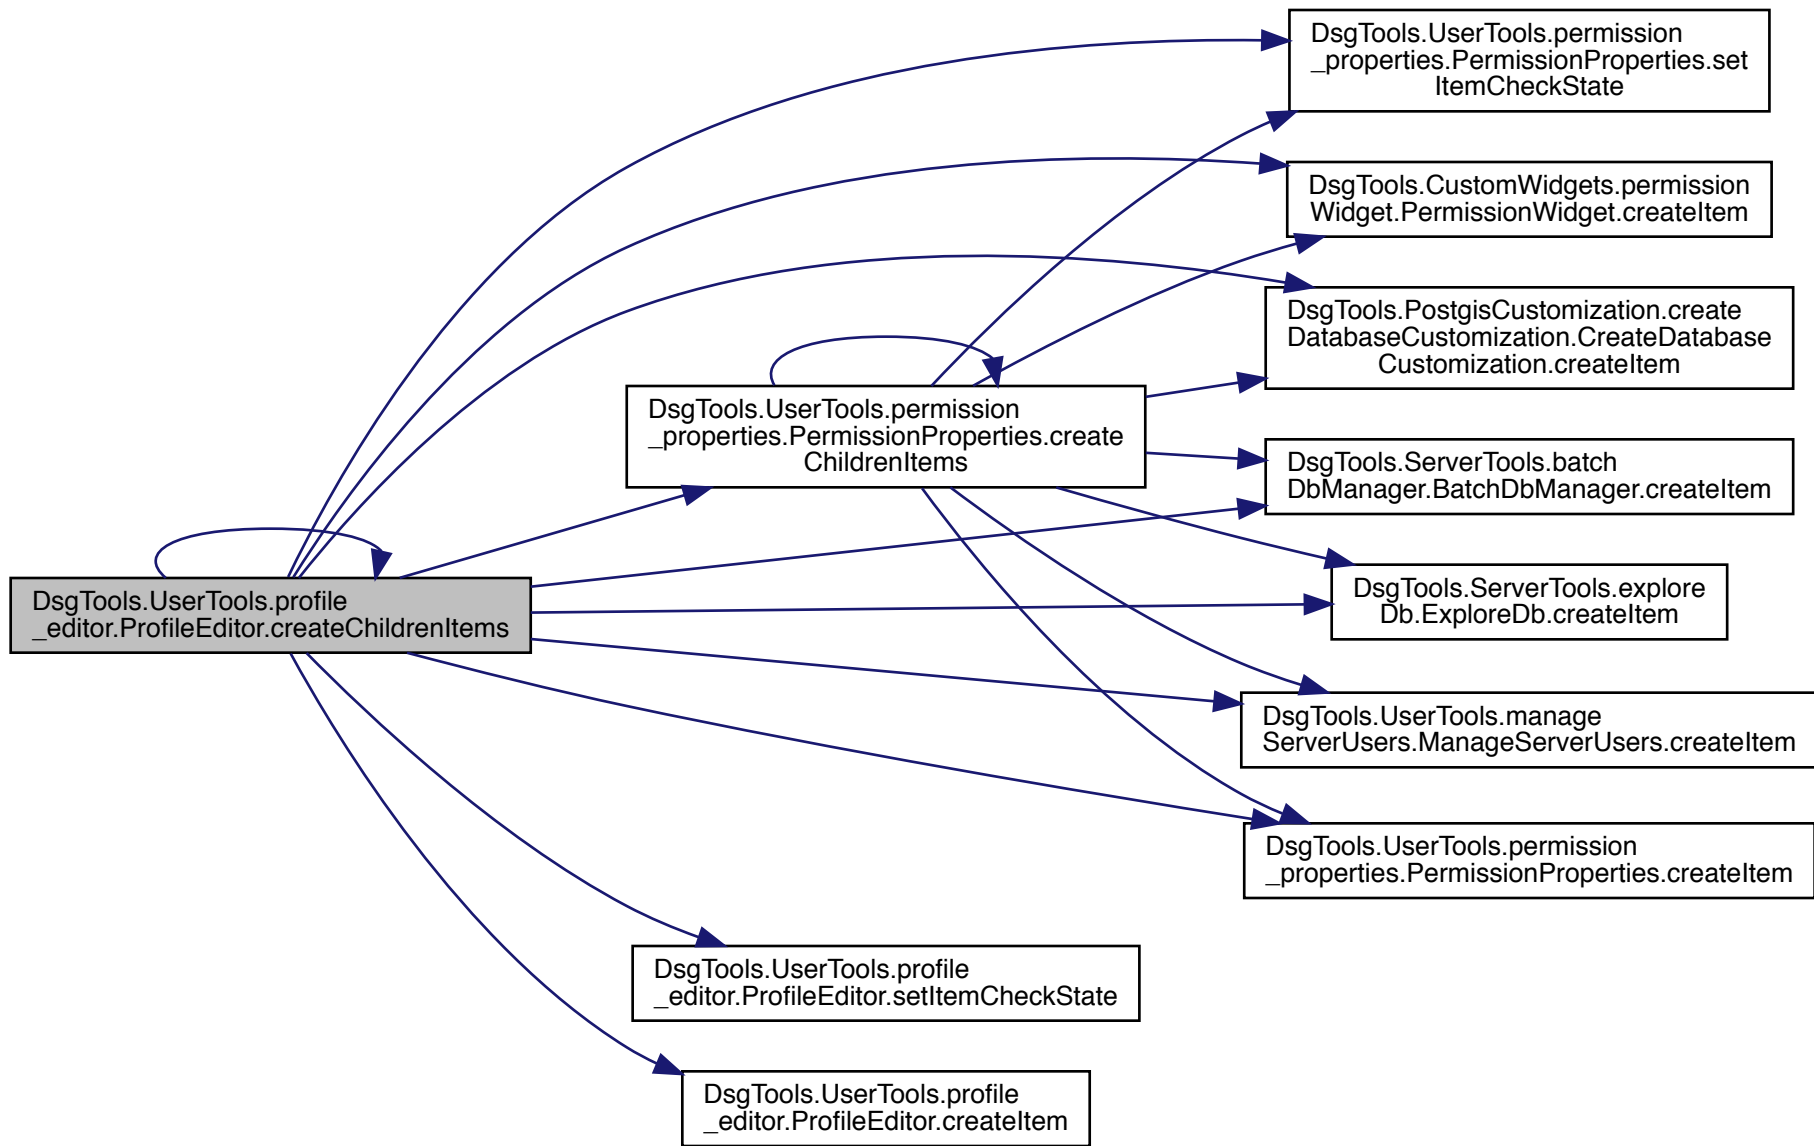 DsgTools.UserTools.permission
_properties.PermissionProperties.set
ItemCheckState
DsgTools.CustomWidgets.permission
Widget.PermissionWidget.createItem
DsgTools.PostgisCustomization.create
DatabaseCustomization.CreateDatabase
Customization.createItem
DsgTools.UserTools.permission
_properties.PermissionProperties.create
ChildrenItems
DsgTools.ServerTools.batch
DbManager.BatchDbManager.createItem
DsgTools.ServerTools.explore
Db.ExploreDb.createItem
DsgTools.UserTools.profile
_editor.ProfileEditor.createChildrenItems
DsgTools.UserTools.manage
ServerUsers.ManageServerUsers.createItem
DsgTools.UserTools.permission
_properties.PermissionProperties.createItem
DsgTools.UserTools.profile
_editor.ProfileEditor.setItemCheckState
DsgTools.UserTools.profile
_editor.ProfileEditor.createItem